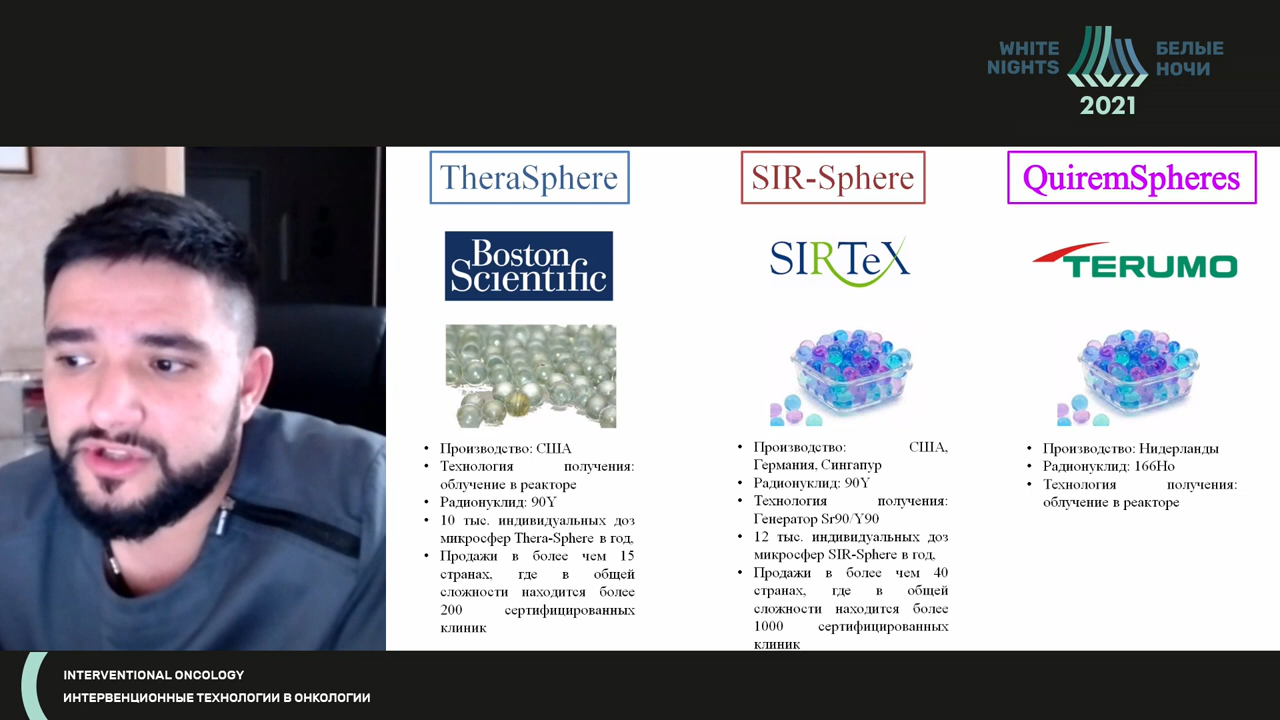 WHITE
NIGHTS
БЕЛЫЕ
НОЧИ
2021
TheraSphere
Boston
Scientific
• Производство: США
• Технология получения:
облучение в реакторе
• Радионуклид: 90Y
• 10 тыс. индивидуальных доз
микросфер Thera-Sphere в год,
• Продажи в более чем 15
странах, где в общей
сложности находится более
200 сертифицированных
клиник
SIR-Sphere
SIRTeX
• Производство: США,
Германия, Сингапур
• Радионуклид: 90Y
• Технология получения:
Генератор Sr90/Y90
• 12 тыс. индивидуальных доз
микросфер SIR-Sphere в год,
• Продажи в более чем 40
странах, где в общей
сложности находится более
1000 сертифицированных
клиник
QuiremSpheres
TERUMO
• Производство: Нидерланды
• Радионуклид: 166Ho
• Технология получения:
облучение в реакторе
INTERVENTIONAL ONCOLOGY
ИНТЕРВЕНЦИОННЫЕ ТЕХНОЛОГИИ В ОНКОЛОГИИ